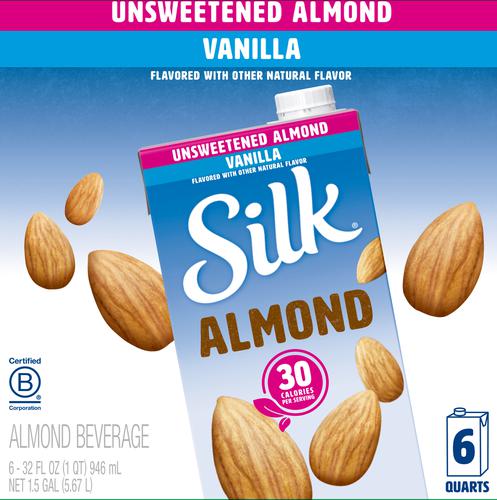 UNSWEETENED ALMOND
VANILLA
FLAVORED WITH OTHER NATURAL FLAVOR
UNSWEETENED ALMOND
VANILLA
FLAVORED WITH OTHER NATURAL FLAVOR
Silk®
ALMOND
30
CALORIES
PER SERVING
Certified
B®
Corporation
ALMOND BEVERAGE
6 - 32 FL OZ (1 QT) 946 mL
NET 1.5 GAL (5.67 L)
6
QUARTS